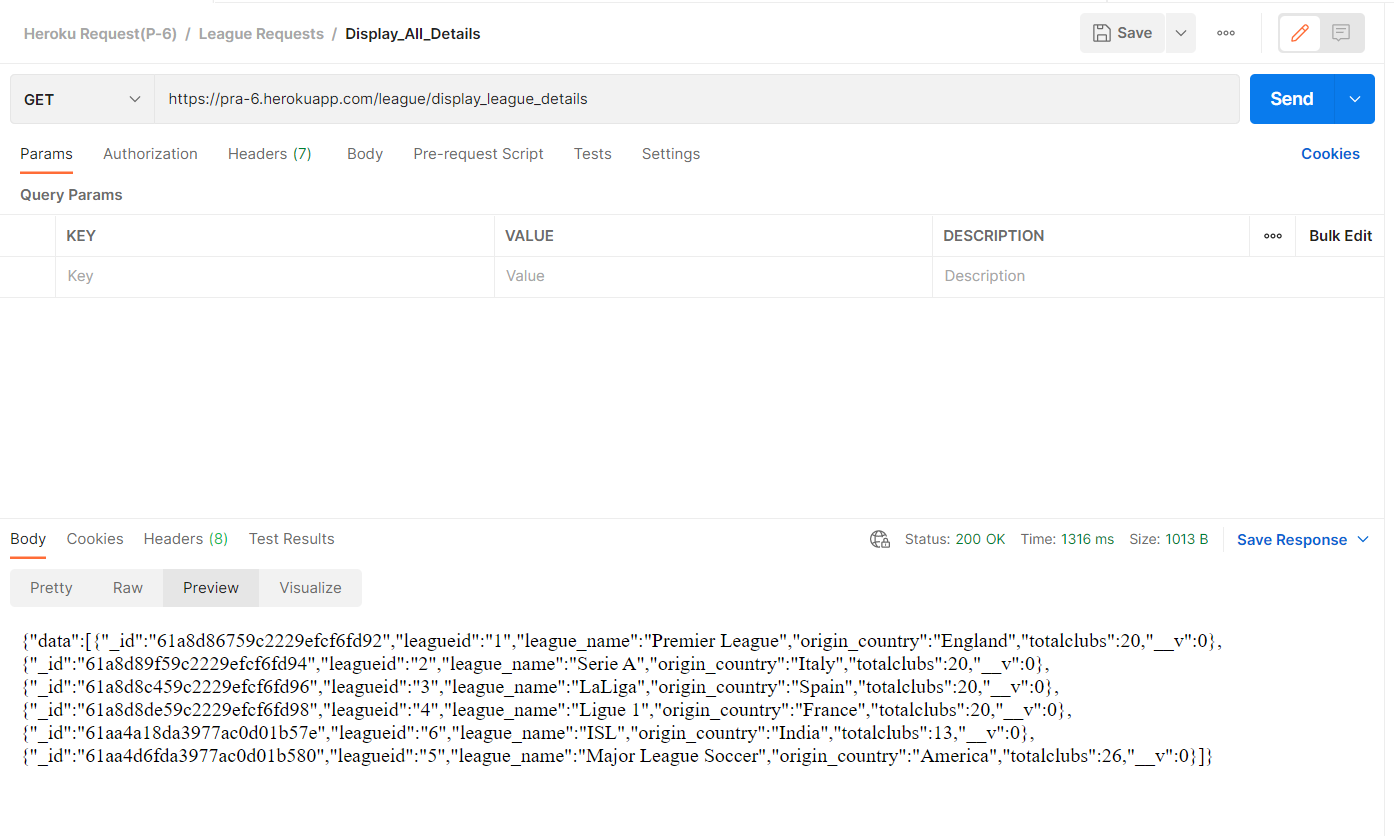 Heroku Request(P-6) / League Requests / Display_All_Details
Save
GET
https://pra-6.herokuapp.com/league/display_league_details
Send
Params Authorization Headers (7) Body Pre-request Script Tests Settings Cookies
Query Params
KEY VALUE DESCRIPTION Bulk Edit
Key Value Description
Body Cookies Headers (8) Test Results Status: 200 OK Time: 1316 ms Size: 1013 B Save Response
Pretty Raw Preview Visualize
{"data":[{"_id":"61a8d86759c2229efcf6fd92","leagueid":"1","league_name":"Premier League","origin_country":"England","totalclubs":20,"__v":0},
{"_id":"61a8d89f59c2229efcf6fd94","leagueid":"2","league_name":"Serie A","origin_country":"Italy","totalclubs":20,"__v":0},
{"_id":"61a8d8c459c2229efcf6fd96","leagueid":"3","league_name":"LaLiga","origin_country":"Spain","totalclubs":20,"__v":0},
{"_id":"61a8d8de59c2229efcf6fd98","leagueid":"4","league_name":"Ligue 1","origin_country":"France","totalclubs":20,"__v":0},
{"_id":"61aa4a18da3977ac0d01b57e","leagueid":"6","league_name":"ISL","origin_country":"India","totalclubs":13,"__v":0},
{"_id":"61aa4d6fda3977ac0d01b580","leagueid":"5","league_name":"Major League Soccer","origin_country":"America","totalclubs":26,"__v":0}]}